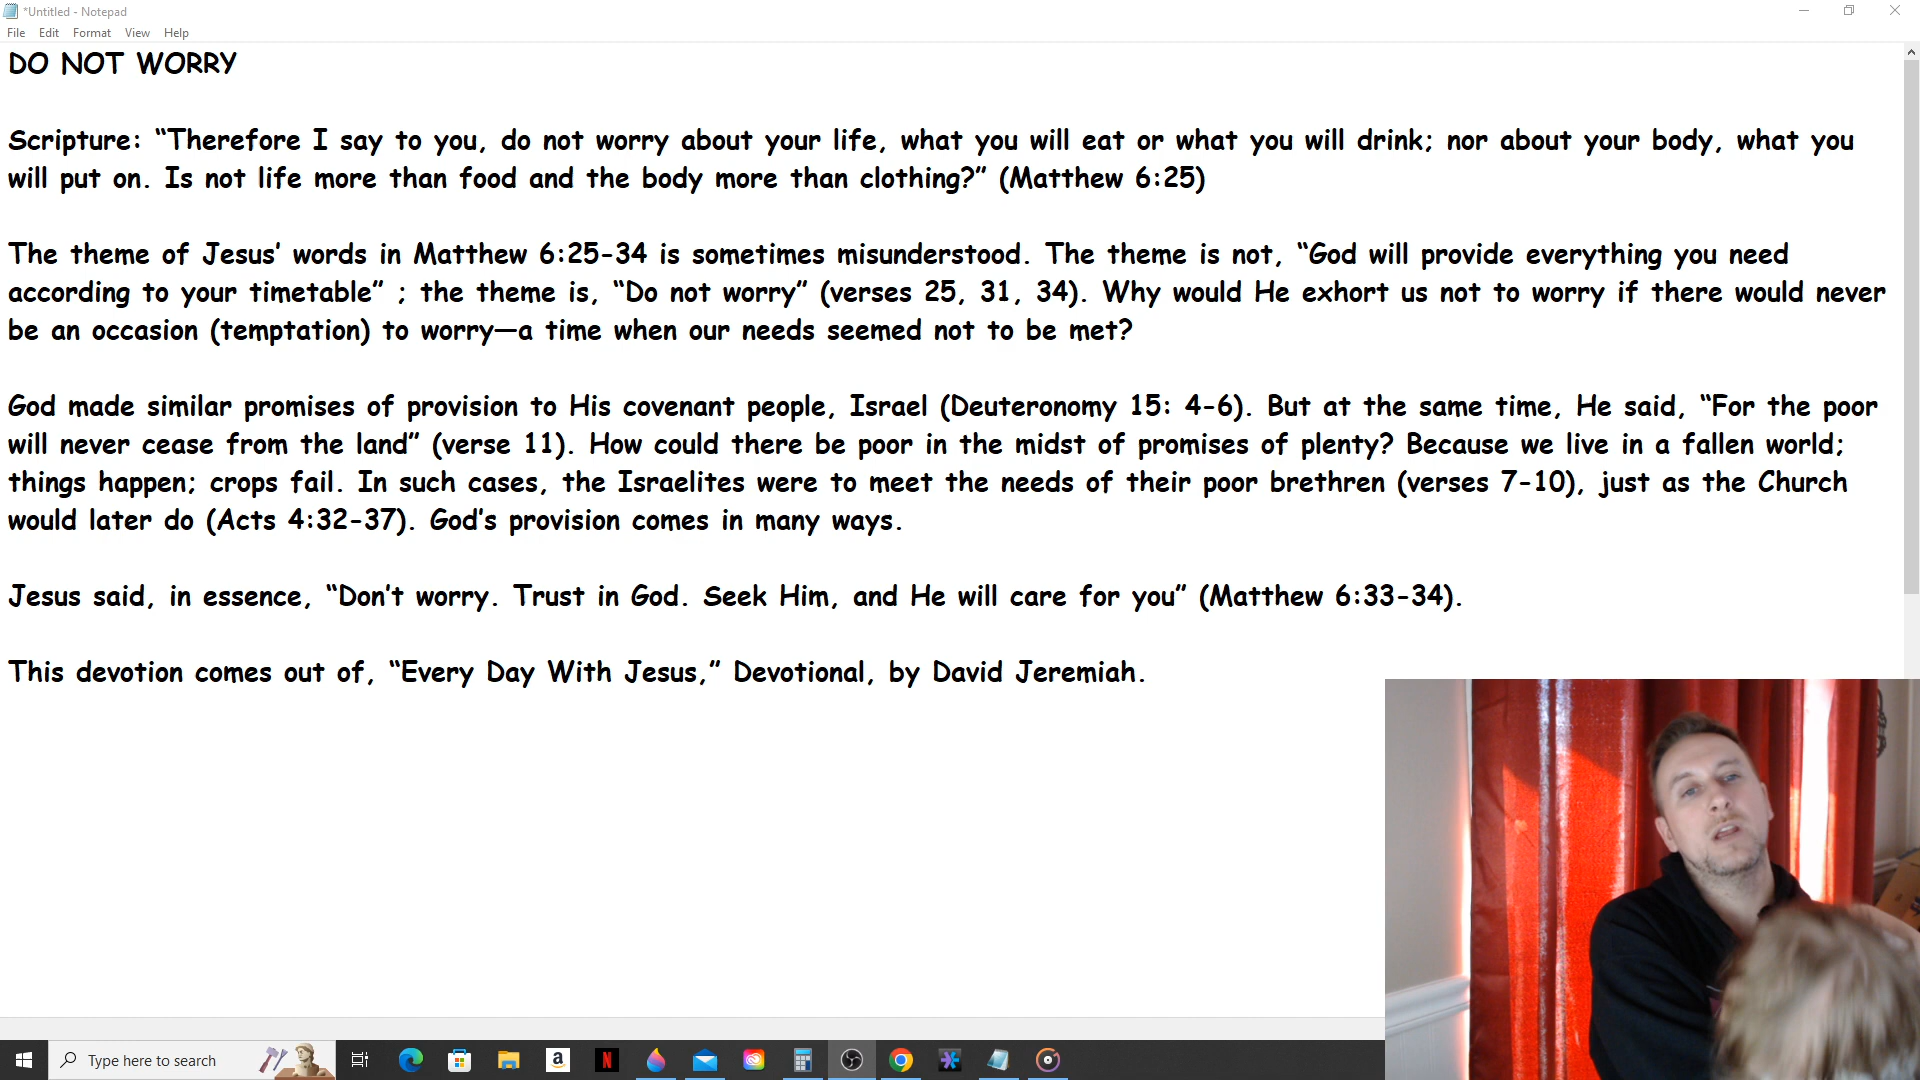 *Untitled - Notepad
File Edit Format View Help
DO NOT WORRY
Scripture: “Therefore I say to you, do not worry about your life, what you will eat or what you will drink; nor about your body, what you
will put on. Is not life more than food and the body more than clothing?” (Matthew 6:25)
The theme of Jesus’ words in Matthew 6:25-34 is sometimes misunderstood. The theme is not, “God will provide everything you need
according to your timetable” ; the theme is, “Do not worry” (verses 25, 31, 34). Why would He exhort us not to worry if there would never
be an occasion (temptation) to worry—a time when our needs seemed not to be met?
God made similar promises of provision to His covenant people, Israel (Deuteronomy 15: 4-6). But at the same time, He said, “For the poor
will never cease from the land” (verse 11). How could there be poor in the midst of promises of plenty? Because we live in a fallen world;
things happen; crops fail. In such cases, the Israelites were to meet the needs of their poor brethren (verses 7-10), just as the Church
would later do (Acts 4:32-37). God’s provision comes in many ways.
Jesus said, in essence, “Don’t worry. Trust in God. Seek Him, and He will care for you” (Matthew 6:33-34).
This devotion comes out of, “Every Day With Jesus,” Devotional, by David Jeremiah.
Type here to search